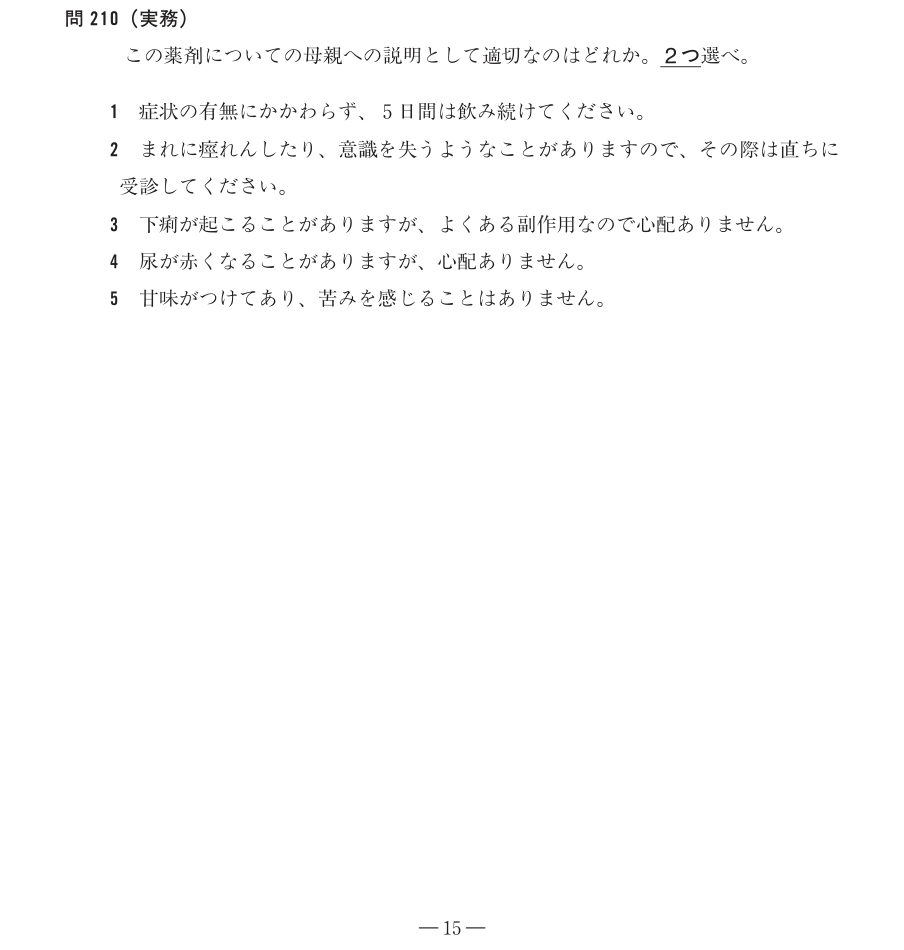 問 210（実務）
この薬剤についての母親への説明として適切なのはどれか。２つ選べ。
1　症状の有無にかかわらず、５日間は飲み続けてください。
2　まれに痙れんしたり、意識を失うようなことがありますので、その際は直ちに
受診してください。
3　下痢が起こることがありますが、よくある副作用なので心配ありません。
4　尿が赤くなることがありますが、心配ありません。
5　甘味がつけてあり、苦みを感じることはありません。
― 15 ―